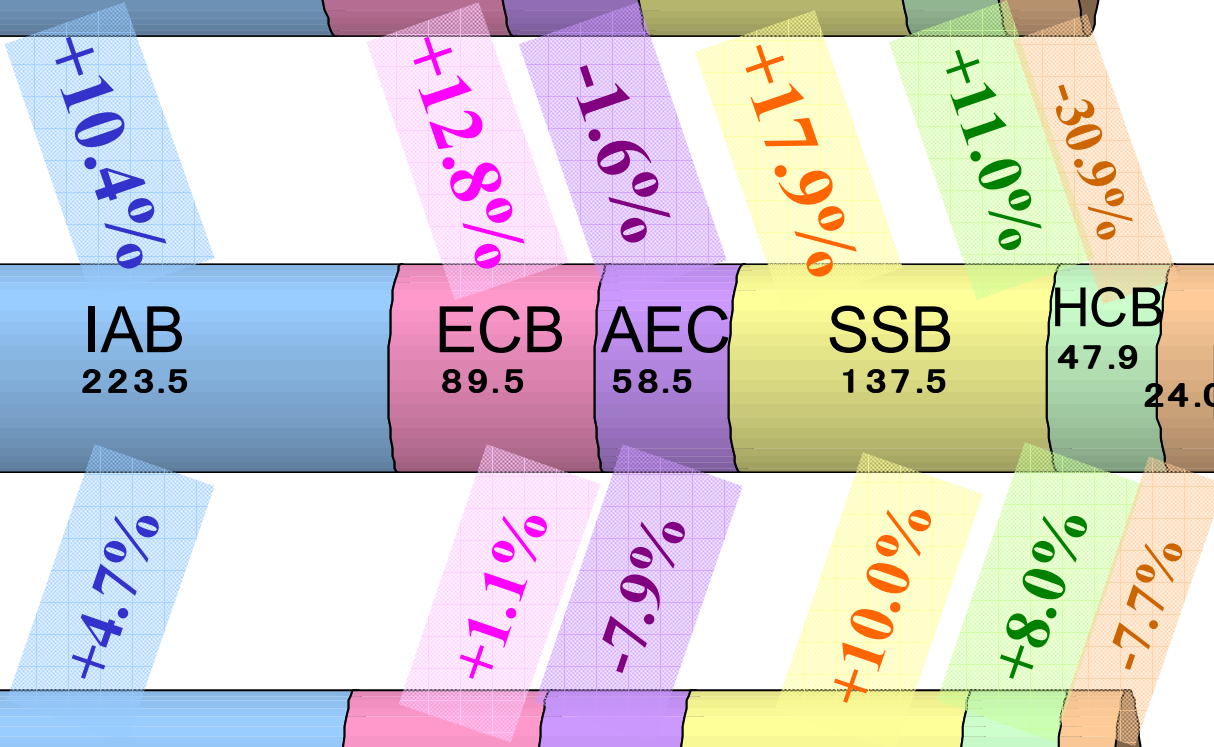 +10.4% +12.8% -1.6% +17.9% +11.0% -30.9%
IAB ECB AEC SSB HCB
223.5 89.5 58.5 137.5 47.9
+4.7% +1.1% -7.9% +10.0% +8.0% -7.7%